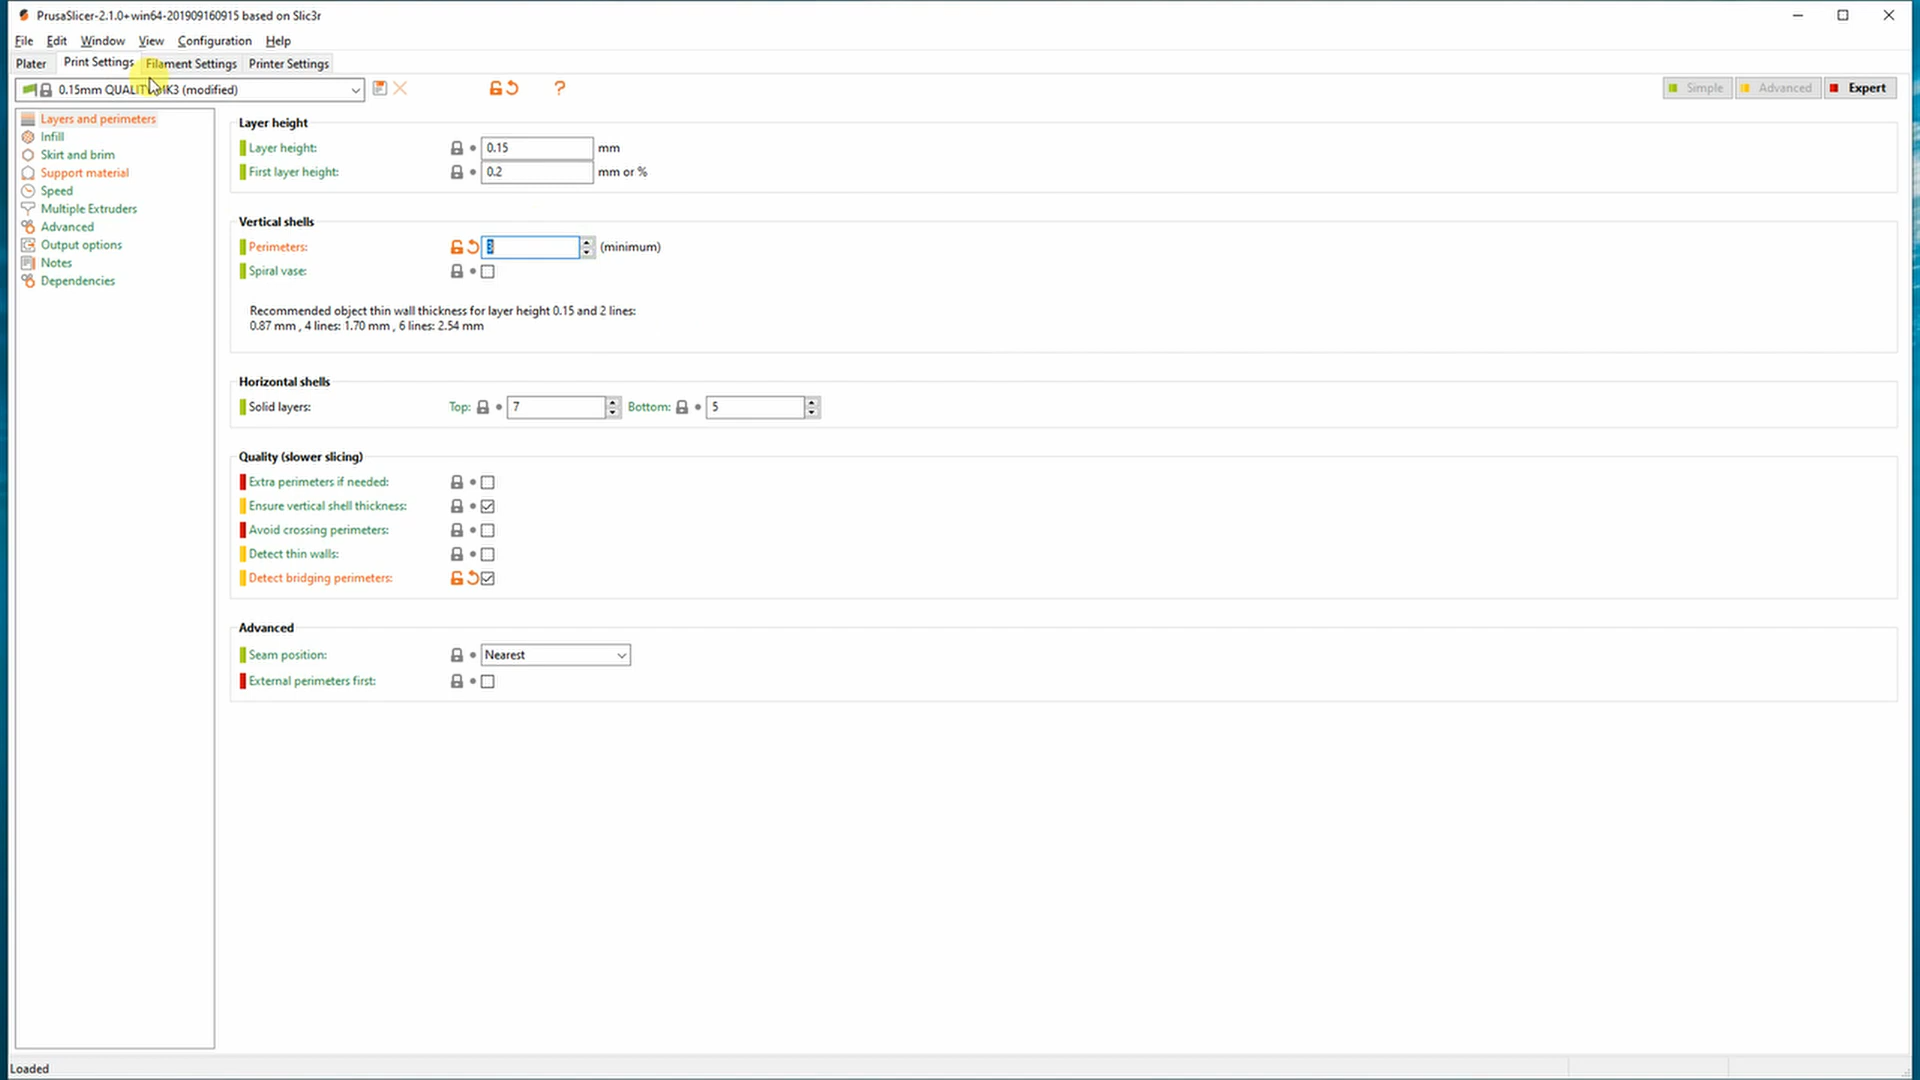 PrusaSlicer-2.1.0+win64-201909160915 based on Slic3r
File Edit Window View Configuration Help
Plater Print Settings Filament Settings Printer Settings
0.15mm QUALITY MK3 (modified) ? Simple Advanced Expert
Layers and perimeters
Infill
Skirt and brim
Support material
Speed
Multiple Extruders
Advanced
Output options
Notes
Dependencies
Layer height
Layer height: 0.15 mm
First layer height: 0.2 mm or %
Vertical shells
Perimeters: 3 (minimum)
Spiral vase:
Recommended object thin wall thickness for layer height 0.15 and 2 lines:
0.87 mm , 4 lines: 1.70 mm , 6 lines: 2.54 mm
Horizontal shells
Solid layers: Top: 7 Bottom: 5
Quality (slower slicing)
Extra perimeters if needed:
Ensure vertical shell thickness:
Avoid crossing perimeters:
Detect thin walls:
Detect bridging perimeters:
Advanced
Seam position: Nearest
External perimeters first:
Loaded